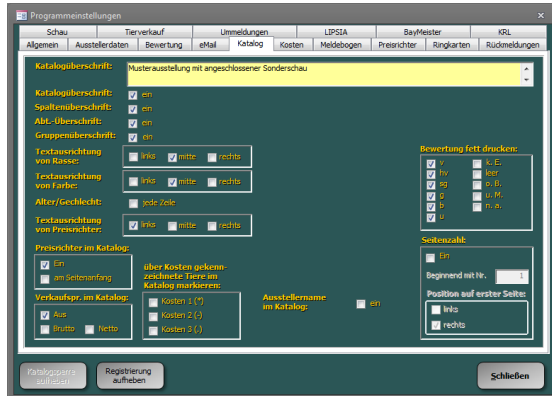 Programmeinstellungen
Schau Tierverkauf Ummeldungen LIPSIA BayMeister KRL
Allgemein Ausstellerdaten Bewertung eMail Katalog Kosten Meldebogen Preisrichter Ringkarten Rückmeldungen
Katalogüberschrift: Musterausstellung mit angeschlossener Sonderschau
Katalogüberschrift: ein
Spaltenüberschrift: ein
Abt.-Überschrift: ein
Gruppenüberschrift: ein
Textausrichtung von Rasse: links mitte rechts
Textausrichtung von Farbe: links mitte rechts
Alter/Gechlecht: jede Zeile
Textausrichtung von Preisrichter: links mitte rechts
Bewertung fett drucken:
v k. E.
hv leer
sg o. B.
g u. M.
b n. a.
u
Preisrichter im Katalog:
Ein
am Seitenanfang
Verkaufspr. im Katalog:
Aus
Brutto Netto
über Kosten gekenn-
zeichnete Tiere im
Katalog markieren:
Kosten 1 (*)
Kosten 2 (-)
Kosten 3 (.)
Ausstellername
im Katalog: ein
Seitenzahl:
Ein
Beginnend mit Nr. 1
Position auf erster Seite:
links
rechts
Katalogsperre
aufheben
Registrierung
aufheben
Schließen